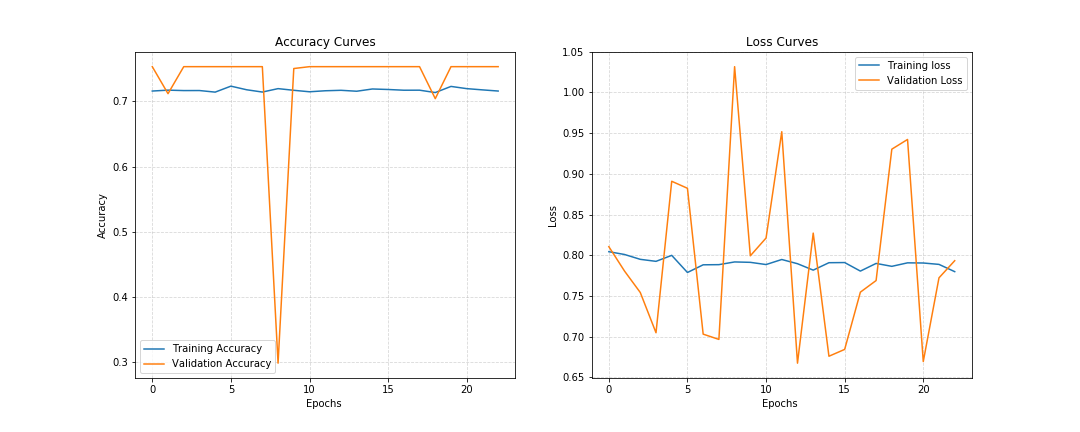 Accuracy Curves
Accuracy
0.7
0.6
0.5
0.4
0.3
Training Accuracy
Validation Accuracy
0 5 10 15 20
Epochs
Loss Curves
Loss
1.05
1.00
0.95
0.90
0.85
0.80
0.75
0.70
0.65
Training loss
Validation Loss
0 5 10 15 20
Epochs